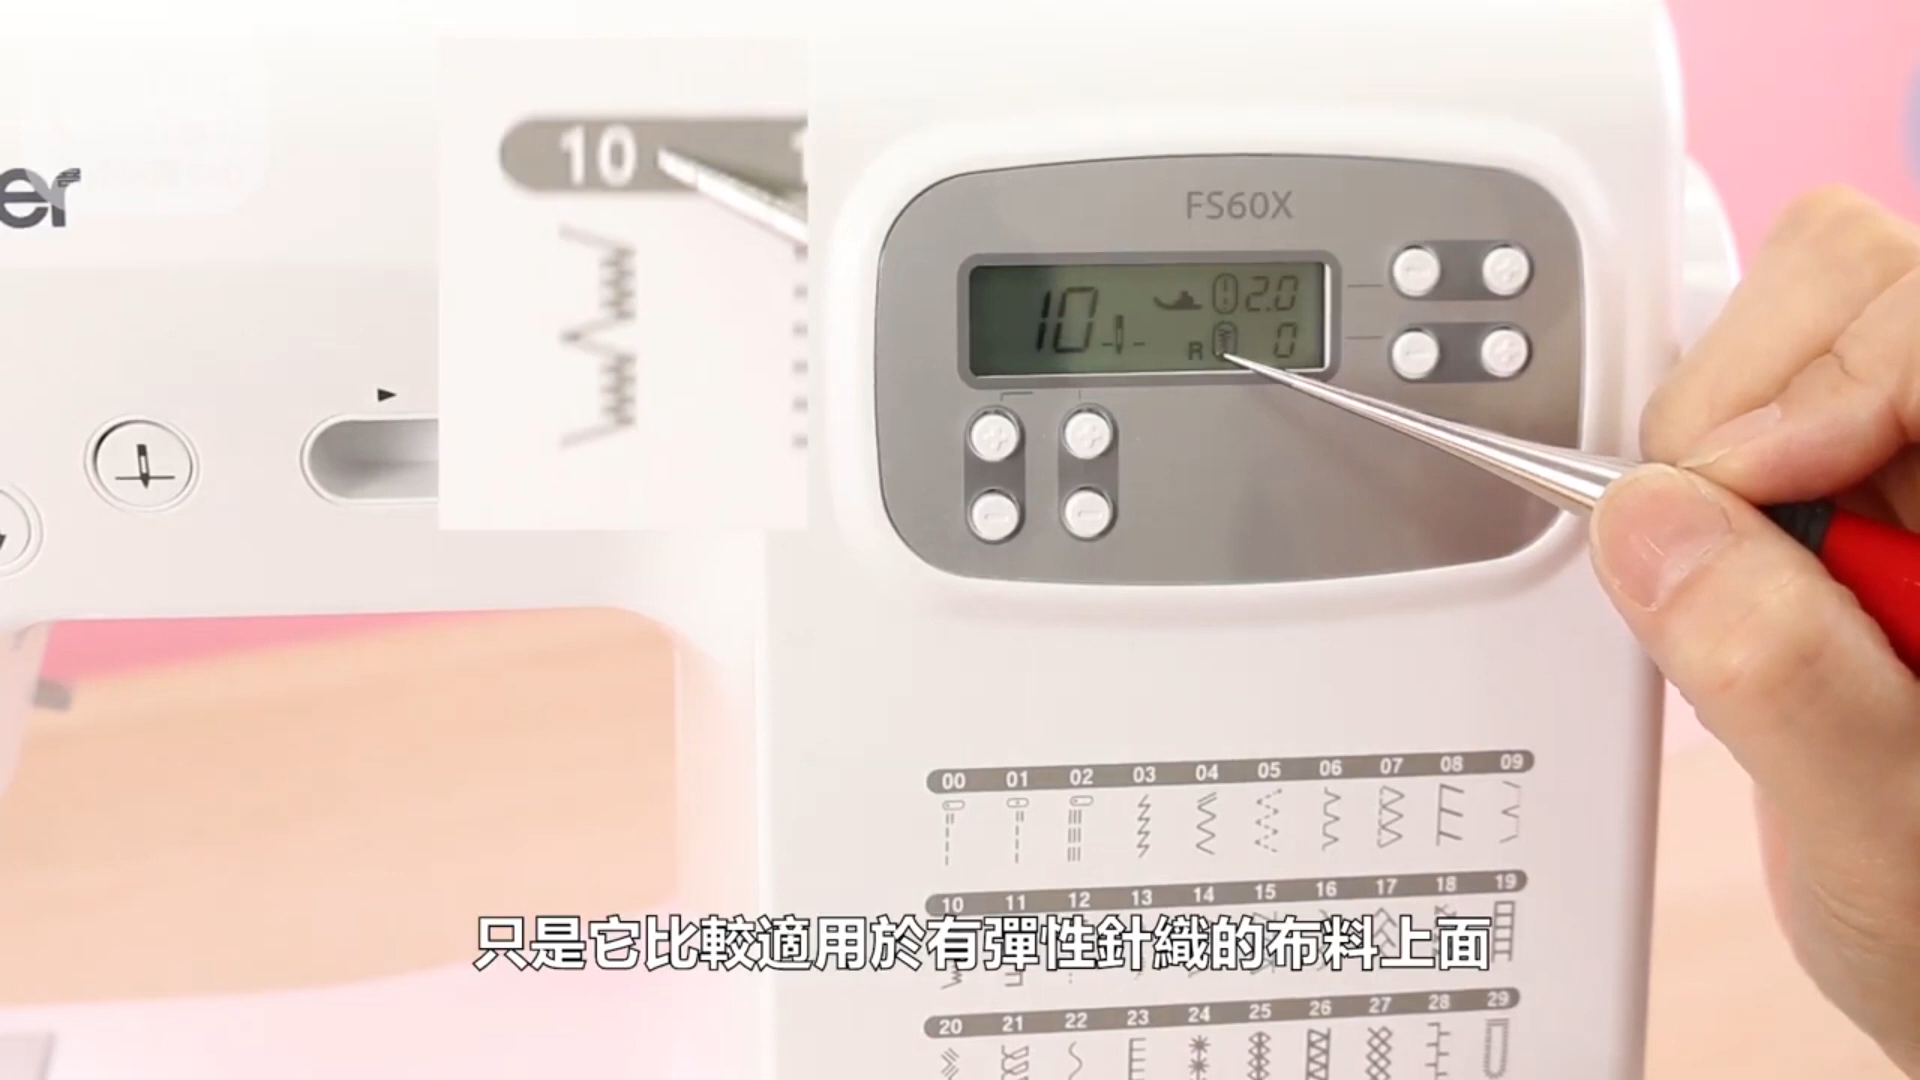 10
er
FS60X
10 2.0
R 0
00 01 02 03 04 05 06 07 08 09
10 11 12 13 14 15 16 17 18 19
只是它比較適用於有彈性針織的布料上面
20 21 22 23 24 25 26 27 28 29